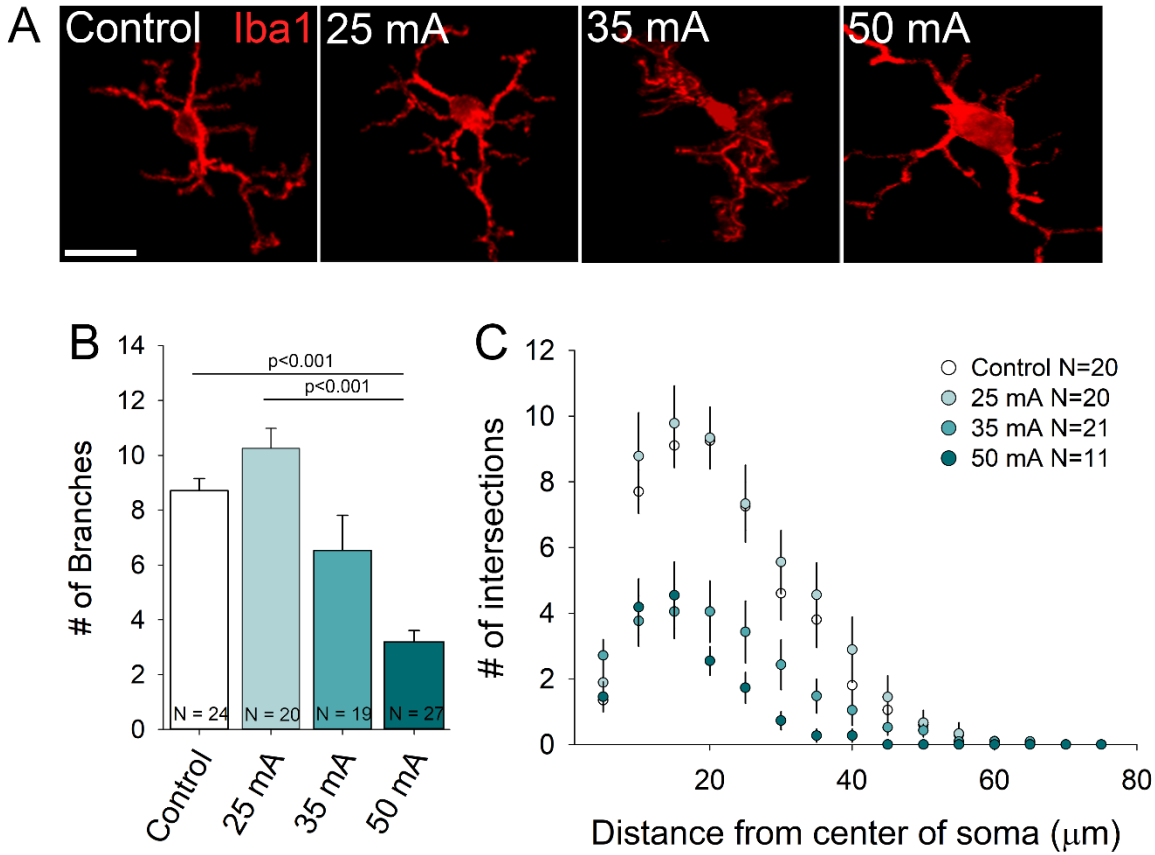 A
Control Iba1
25 mA
35 mA
50 mA
B
# of Branches
14
12
10
8
6
4
2
0
p<0.001
p<0.001
N = 24
N = 20
N = 19
N = 27
Control
25 mA
35 mA
50 mA
C
# of intersections
12
10
8
6
4
2
0
Control N=20
25 mA N=20
35 mA N=21
50 mA N=11
20
40
60
80
Distance from center of soma (μm)